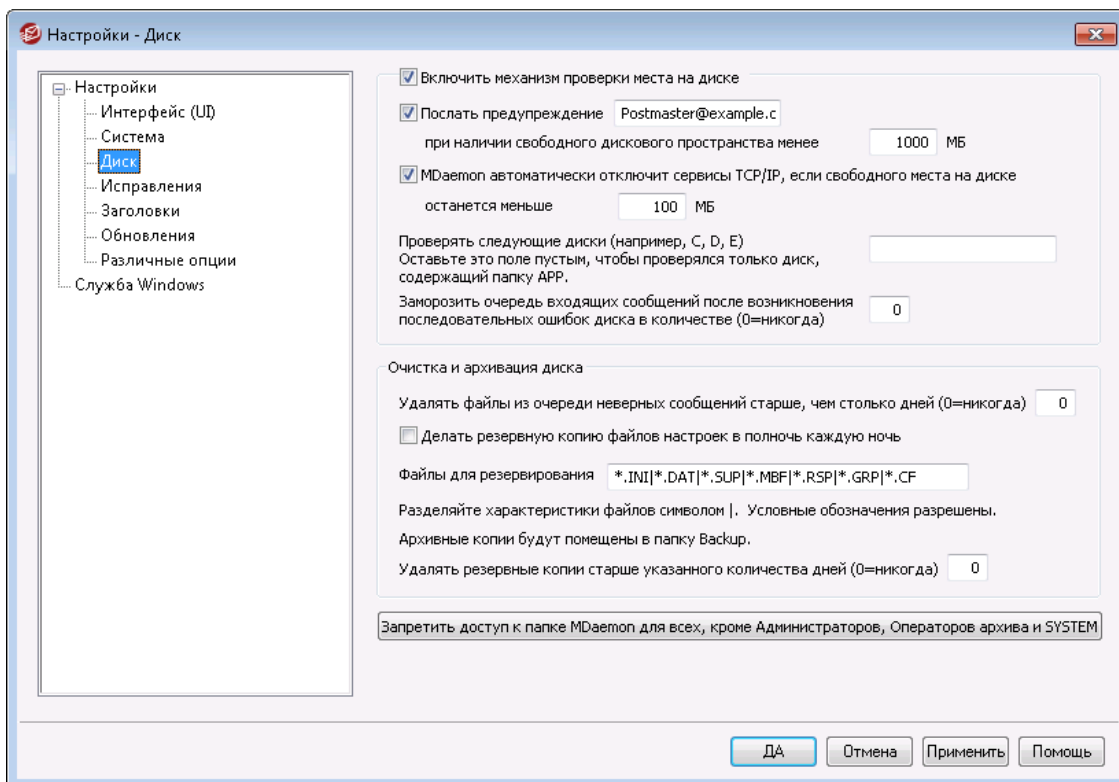 Настройки - Диск
Настройки
Интерфейс (UI)
Система
Диск
Исправления
Заголовки
Обновления
Различные опции
Служба Windows
Включить механизм проверки места на диске
Послать предупреждение Postmaster@example.c
при наличии свободного дискового пространства менее 1000 МБ
MDaemon автоматически отключит сервисы TCP/IP, если свободного места на диске
останется меньше 100 МБ
Проверять следующие диски (например, C, D, E)
Оставьте это поле пустым, чтобы проверялся только диск,
содержащий папку APP.
Заморозить очередь входящих сообщений после возникновения
последовательных ошибок диска в количестве (0=никогда) 0
Очистка и архивация диска
Удалять файлы из очереди неверных сообщений старше, чем столько дней (0=никогда) 0
Делать резервную копию файлов настроек в полночь каждую ночь
Файлы для резервирования *.INI|*.DAT|*.SUP|*.MBF|*.RSP|*.GRP|*.CF
Разделяйте характеристики файлов символом |. Условные обозначения разрешены.
Архивные копии будут помещены в папку Backup.
Удалять резервные копии старше указанного количества дней (0=никогда) 0
Запретить доступ к папке MDaemon для всех, кроме Администраторов, Операторов архива и SYSTEM
ДА Отмена Применить Помощь